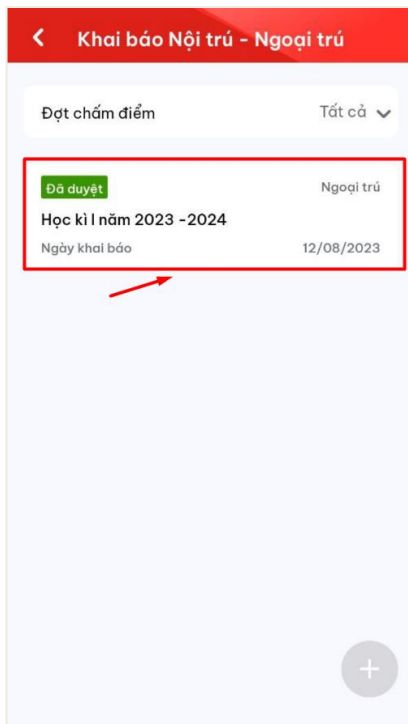 Khai báo Nội trú - Ngoại trú
Đợt chấm điểm Tất cả
Đã duyệt Ngoại trú
Học kì I năm 2023 -2024
Ngày khai báo 12/08/2023